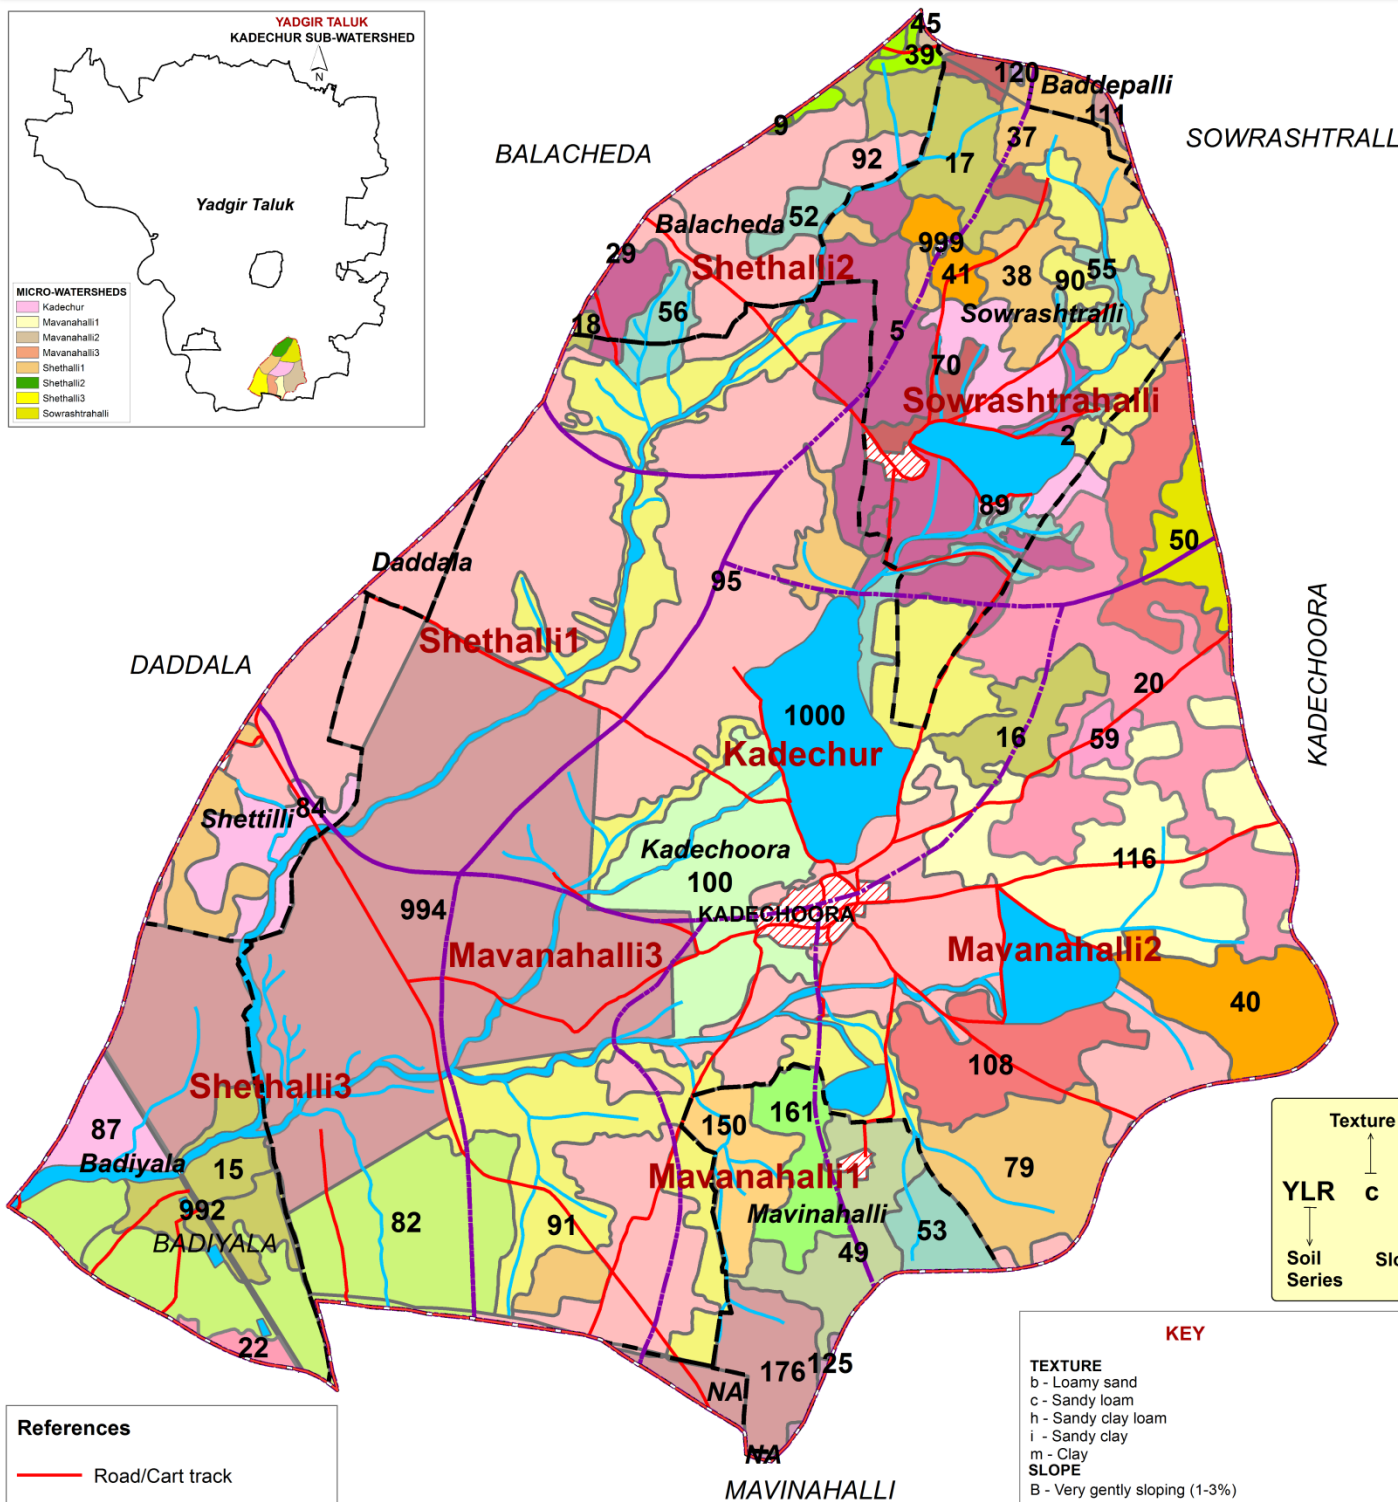 YADGIR TALUK
KADECHUR SUB-WATERSHED
N
Yadgir Taluk
MICRO-WATERSHEDS
Kadechur
Mavanahalli1
Mavanahalli2
Mavanahalli3
Shethalli1
Shethalli2
Shethalli3
Sowrashtrahalli
45
39
120
Baddepalli
111
9
37
SOWRASHTRALL
BALACHEDA
92
17
52
Balacheda
29
999
Shethalli2
41
38
90
55
56
Sowrashtralli
18
5
70
Sowrashtrahalli
2
89
50
Daddala
95
KADECHOORA
Shethalli1
DADDALA
20
1000
16
59
Kadechur
84
Shettilli
Kadechoora
116
100
994
KADECHOORA
Mavanahalli3
Mavanahalli2
40
108
Shethalli3
161
150
87
Badiyala
15
79
Mavanahalli1
992
82
91
Mavinahalli
53
BADIYALA
49
22
176
125
NA
NA
MAVINAHALLI
Texture
YLR c
Soil
Series
Slo
References
Road/Cart track
KEY
TEXTURE
b - Loamy sand
c - Sandy loam
h - Sandy clay loam
i - Sandy clay
m - Clay
SLOPE
B - Very gently sloping (1-3%)